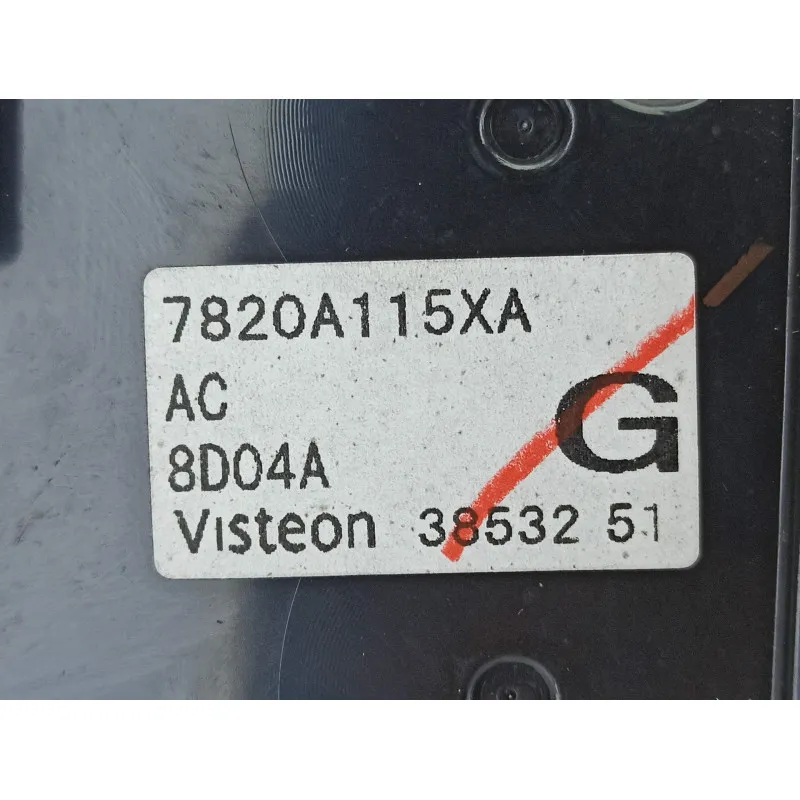 7820A115XA
AC
G
8D04A
Visteon 38532 51